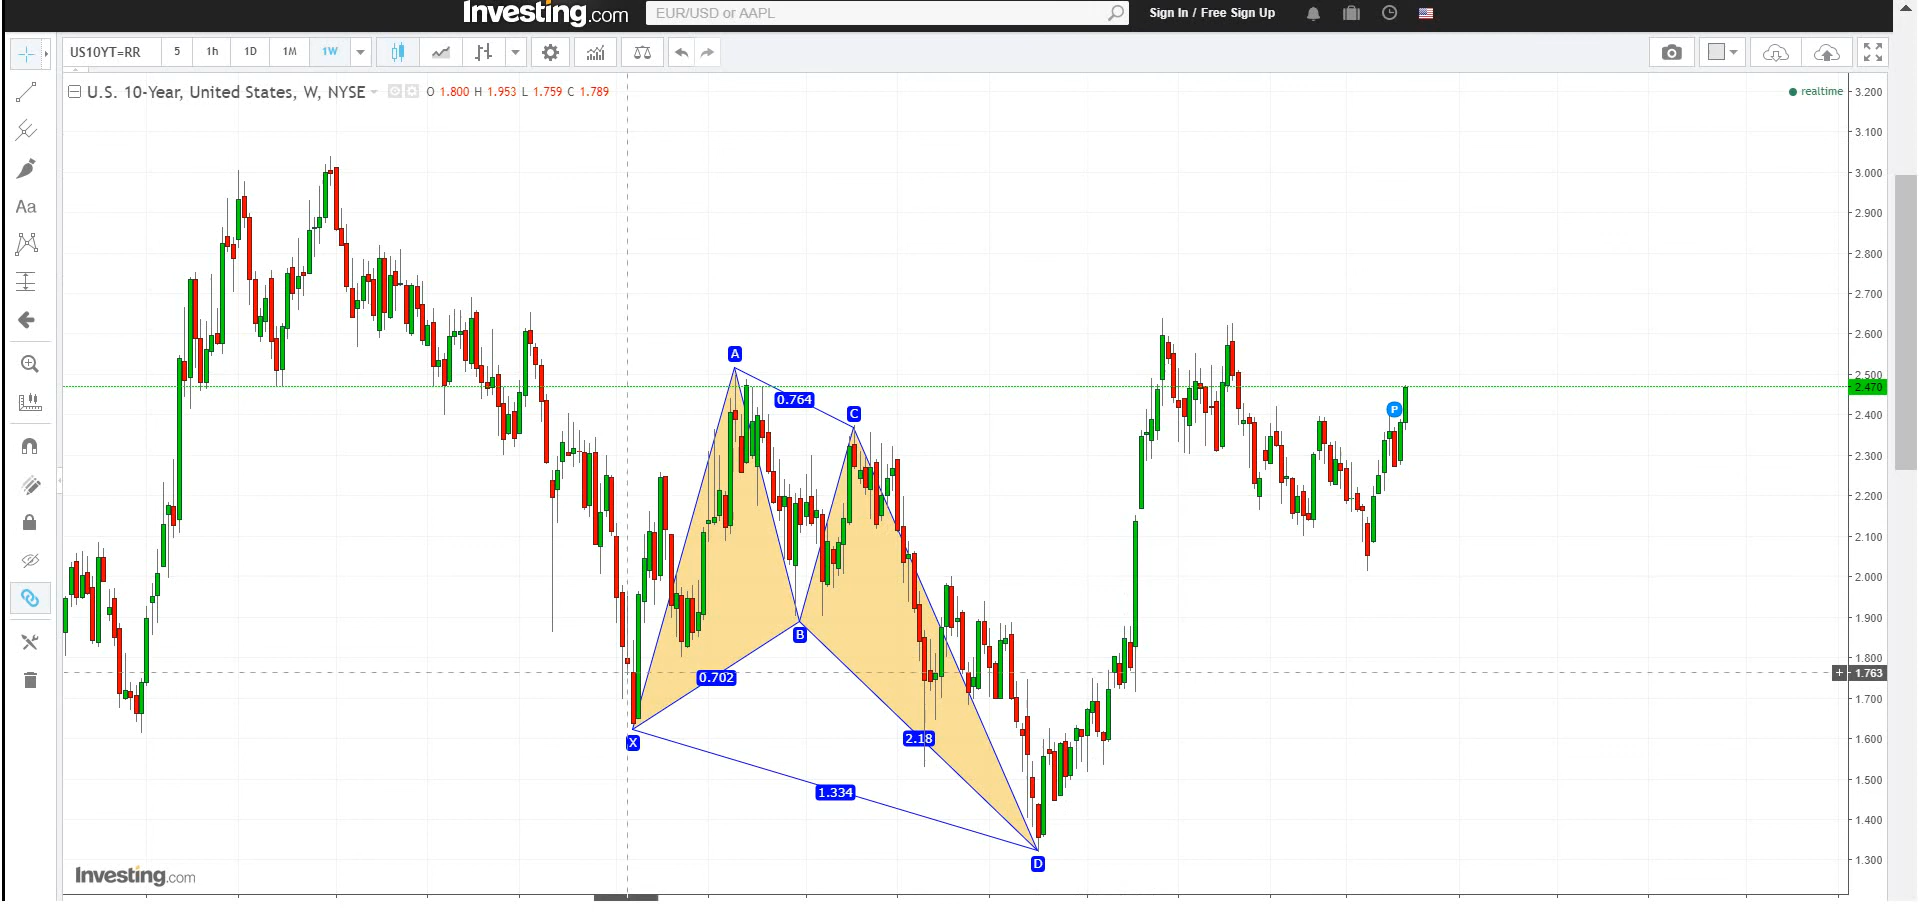 Investing.com
EUR/USD or AAPL
Sign In / Free Sign Up
US10YT=RR 5 1h 1D 1M 1W
U.S. 10-Year, United States, W, NYSE O 1.800 H 1.953 L 1.759 C 1.789
realtime
Aa
3.200
3.100
3.000
2.900
2.800
2.700
2.600
2.500
2.470
2.400
2.300
2.200
2.100
2.000
1.900
1.800
1.763
1.700
1.600
1.500
1.400
1.300
A
0.764
C
P
B
0.702
X
2.18
1.334
D
Investing.com